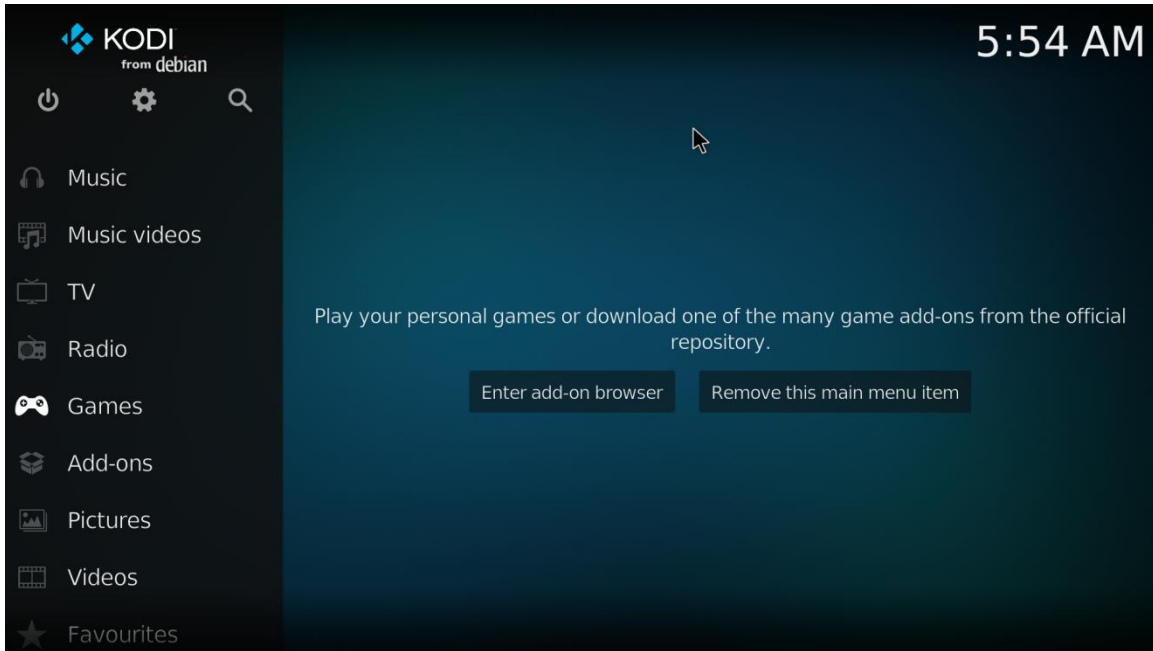 KODI
from debian
5:54 AM
Music
Music videos
TV
Radio
Games
Add-ons
Pictures
Videos
Favourites
Play your personal games or download one of the many game add-ons from the official
repository.
Enter add-on browser
Remove this main menu item